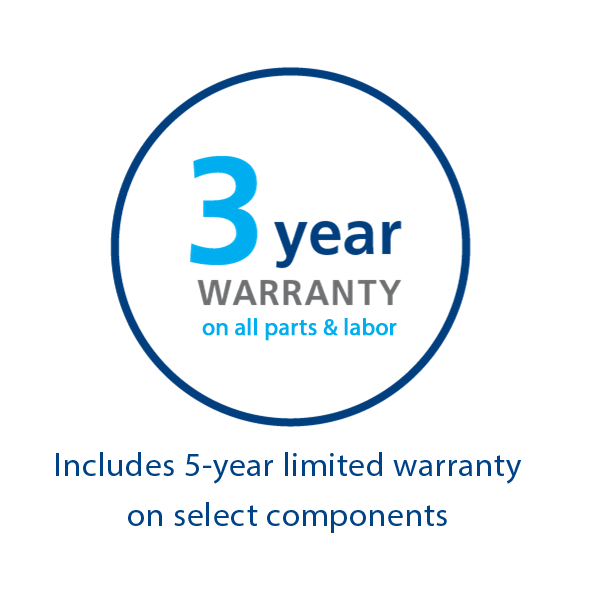 3 year
WARRANTY
on all parts & labor
Includes 5-year limited warranty
on select components